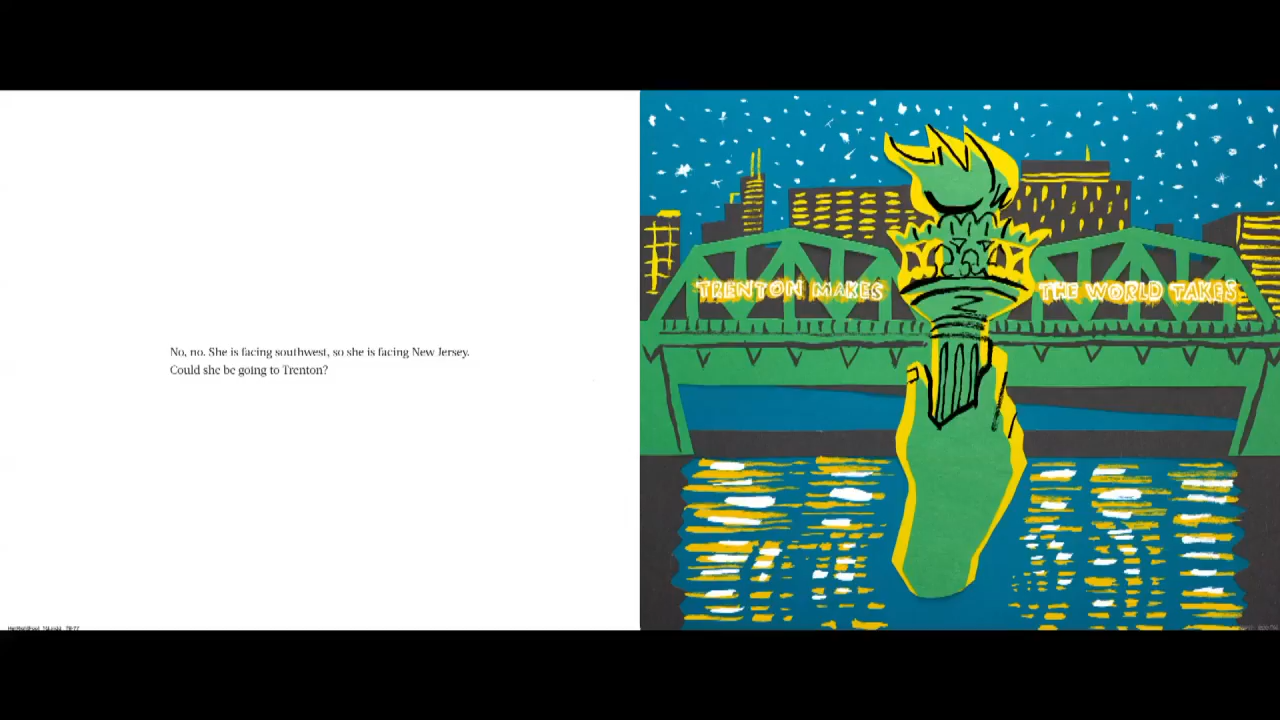 No, no. She is facing southwest, so she is facing New Jersey.
Could she be going to Trenton?
TRENTON MAKES THE WORLD TAKES